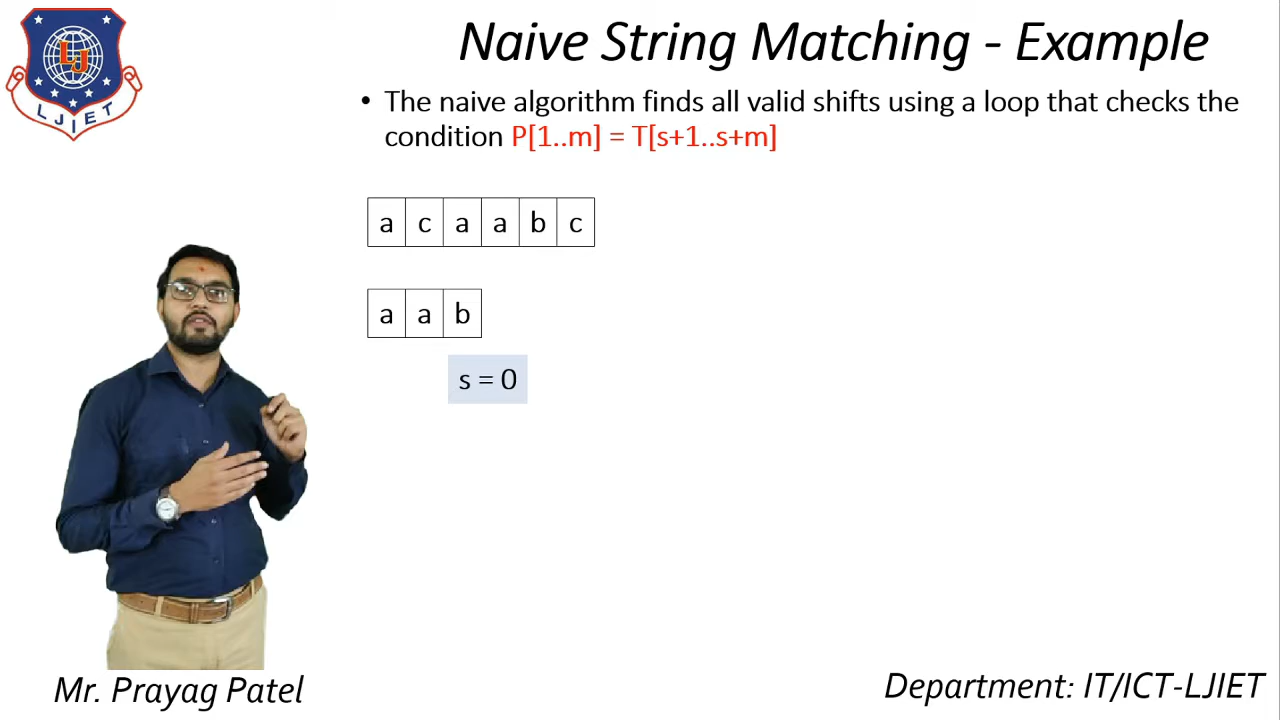 LJ
LJIET
Naive String Matching - Example
• The naive algorithm finds all valid shifts using a loop that checks the
condition P[1..m] = T[s+1..s+m]
a c a a b c
a a b
s = 0
Mr. Prayag Patel
Department: IT/ICT-LJIET